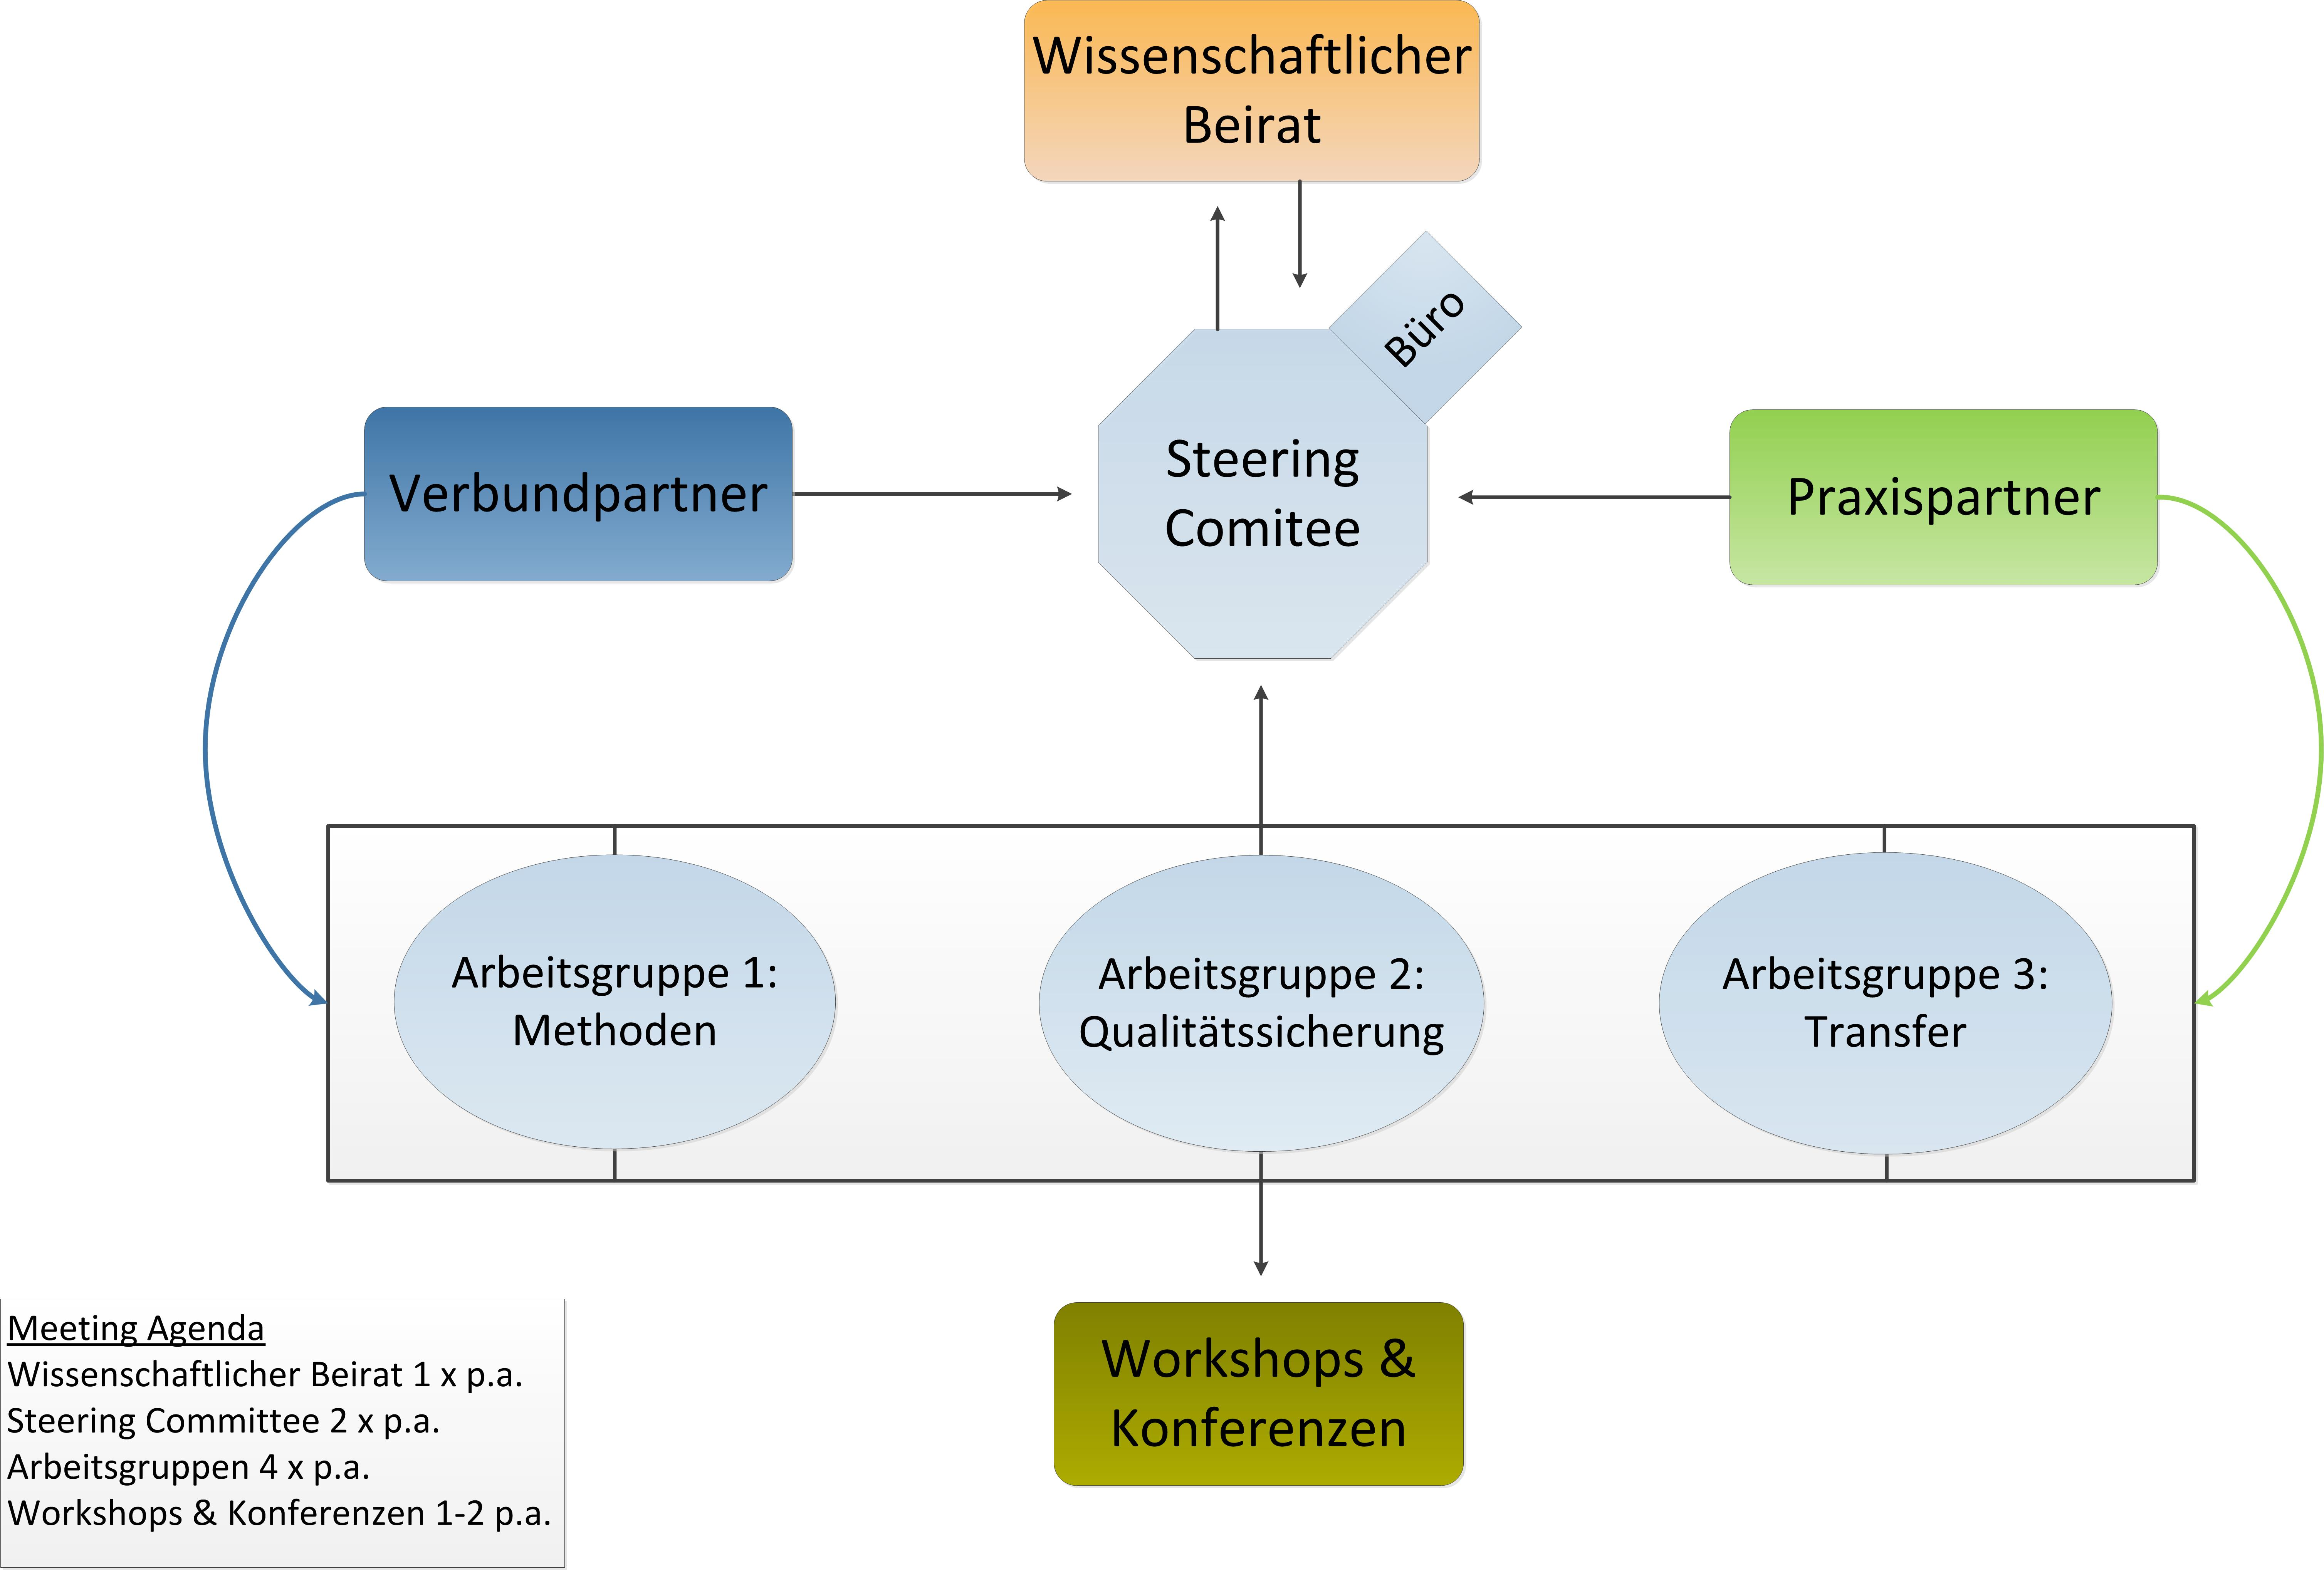 Wissenschaftlicher
Beirat
Büro
Steering
Comitee
Verbundpartner
Praxispartner
Arbeitsgruppe 1:
Methoden
Arbeitsgruppe 2:
Qualitätssicherung
Arbeitsgruppe 3:
Transfer
Workshops &
Konferenzen
Meeting Agenda
Wissenschaftlicher Beirat 1 x p.a.
Steering Committee 2 x p.a.
Arbeitsgruppen 4 x p.a.
Workshops & Konferenzen 1-2 p.a.